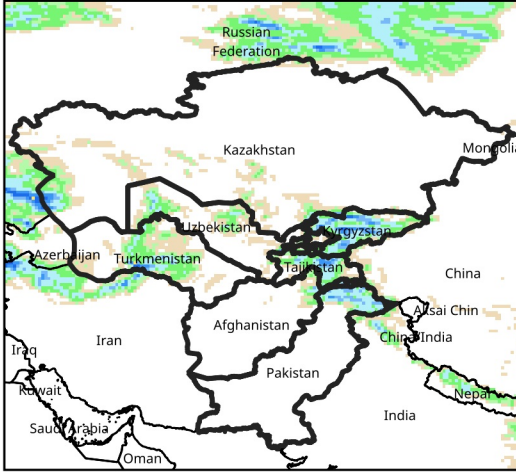 Russian
Federation
Kazakhstan
Mongolia
Uzbekistan
Kyrgyzstan
Azerbaijan
Turkmenistan
Tajikistan
China
Aksai Chin
Afghanistan
China/India
Iran
Iraq
Pakistan
Kuwait
Nepal
India
Saudi Arabia
Oman